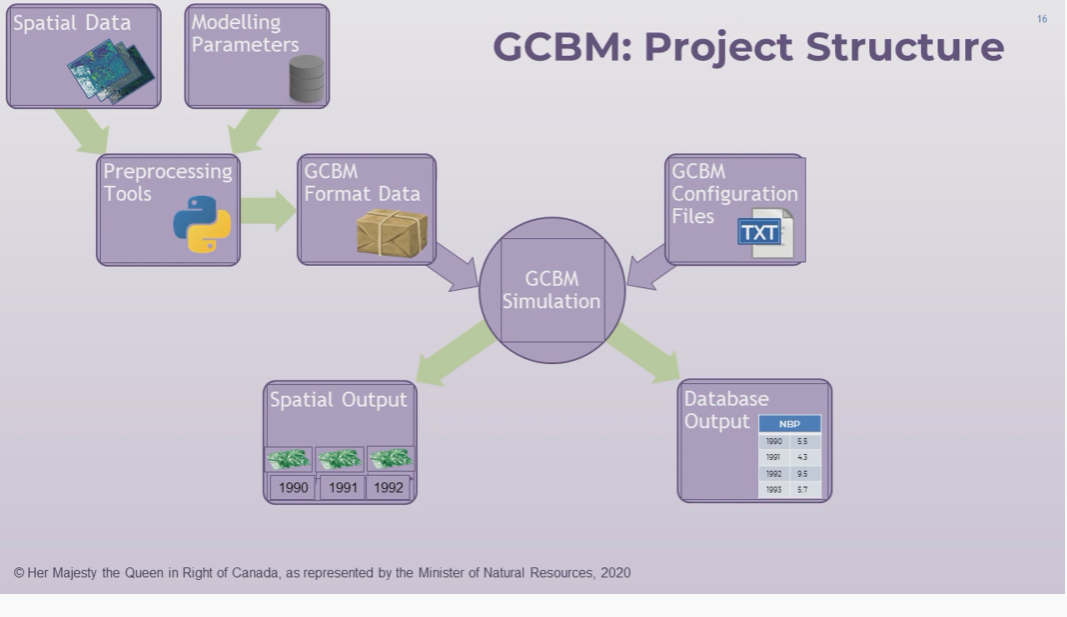 16
GCBM: Project Structure
Spatial Data
Modelling
Parameters
Preprocessing
Tools
GCBM
Format Data
GCBM
Configuration
Files
TXT
GCBM
Simulation
Spatial Output
1990 1991 1992
Database
Output
NBP
1990 5.5
1991 4.3
1992 9.5
1993 5.7
© Her Majesty the Queen in Right of Canada, as represented by the Minister of Natural Resources, 2020